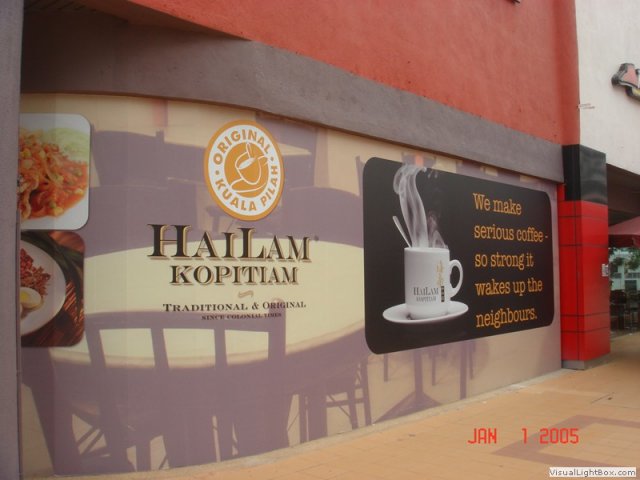 ORIGINAL
KUALA PILAH
HAILAM
KOPITIAM
TRADITIONAL & ORIGINAL
SINCE COLONIAL TIMES
HAILAM
KOPITIAM
We make
serious coffee -
so strong it
wakes up the
neighbours.
JAN 1 2005
VisualLightBox.com